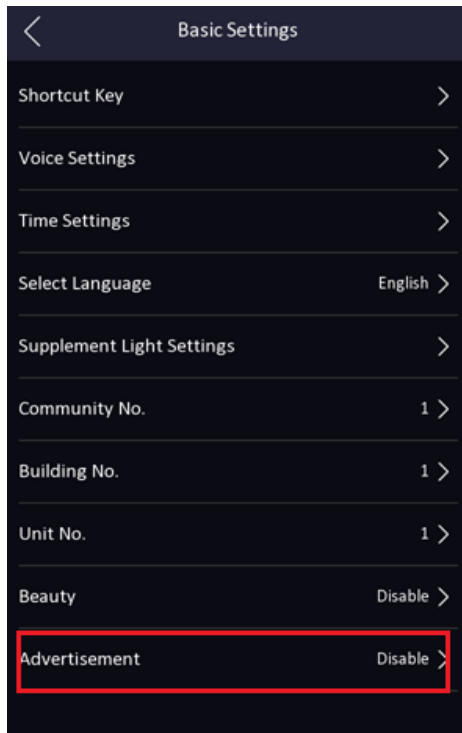 Basic Settings
Shortcut Key
Voice Settings
Time Settings
Select Language English
Supplement Light Settings
Community No. 1
Building No. 1
Unit No. 1
Beauty Disable
Advertisement Disable